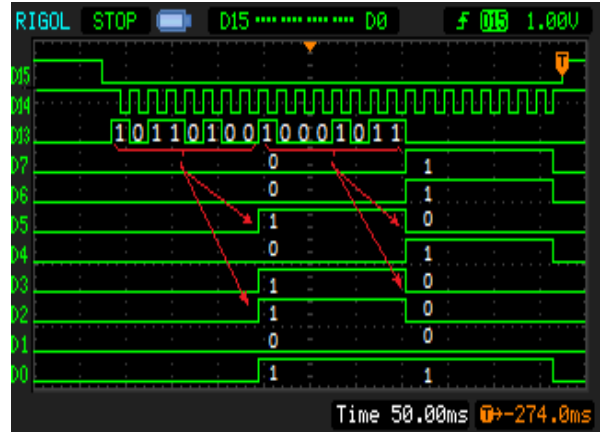 RIGOL STOP D15 D0 D15 1.00V
T
D15
D14
D13 1 0 1 1 0 1 0 0 1 0 0 0 1 0 1 1
D7 0 1
D6 0 1
D5 1 0
D4 0 1
D3 1 0
D2 1 0
D1 0 0
D0 1 1
Time 50.00ms T→-274.0ms